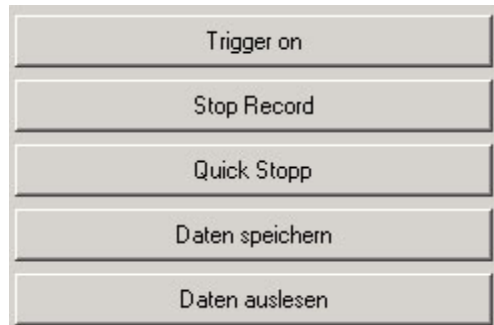 Trigger on
Stop Record
Quick Stopp
Daten speichern
Daten auslesen